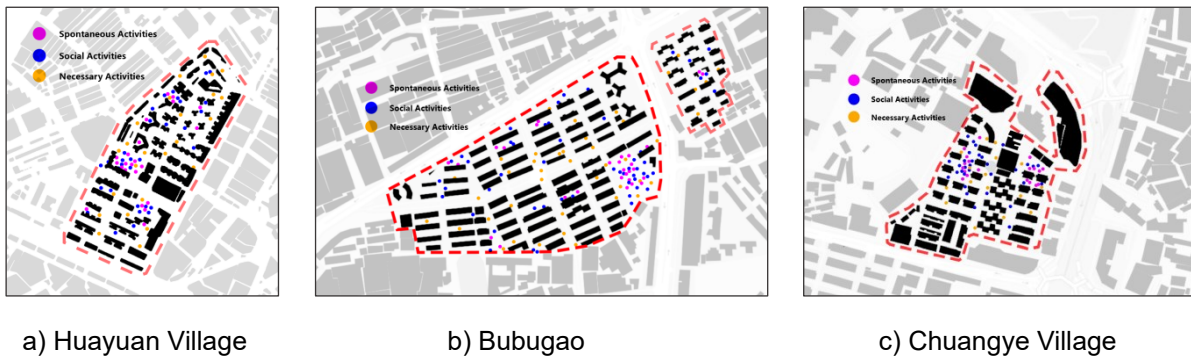 Spontaneous Activities
Social Activities
Necessary Activities
Spontaneous Activities
Social Activities
Necessary Activities
Spontaneous Activities
Social Activities
Necessary Activities
a) Huayuan Village
b) Bubugao
c) Chuangye Village